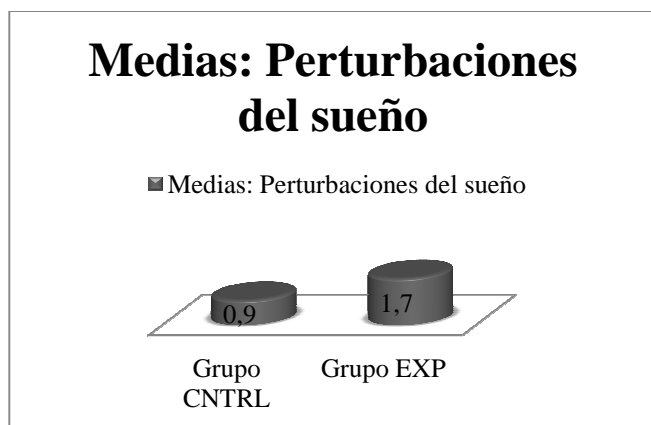 Medias: Perturbaciones
del sueño
Medias: Perturbaciones del sueño
0,9
1,7
Grupo
CNTRL
Grupo EXP